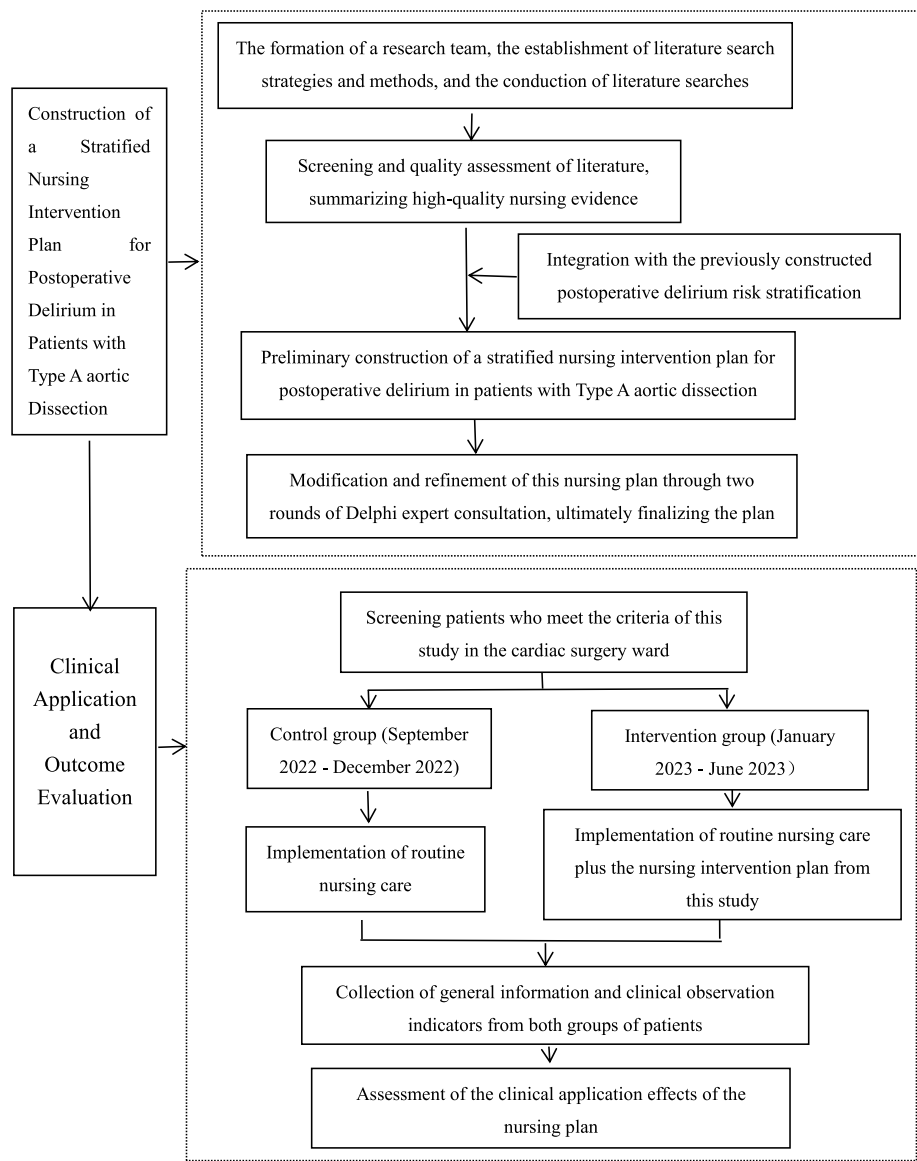 Construction of
a Stratified
Nursing
Intervention
Plan for
Postoperative
Delirium in
Patients with
Type A aortic
Dissection
The formation of a research team, the establishment of literature search
strategies and methods, and the conduction of literature searches
Screening and quality assessment of literature,
summarizing high-quality nursing evidence
Integration with the previously constructed
postoperative delirium risk stratification
Preliminary construction of a stratified nursing intervention plan for
postoperative delirium in patients with Type A aortic dissection
Modification and refinement of this nursing plan through two
rounds of Delphi expert consultation, ultimately finalizing the plan
Clinical
Application
and
Outcome
Evaluation
Screening patients who meet the criteria of this
study in the cardiac surgery ward
Control group (September
2022 - December 2022)
Intervention group (January
2023 - June 2023）
Implementation of routine
nursing care
Implementation of routine nursing care
plus the nursing intervention plan from
this study
Collection of general information and clinical observation
indicators from both groups of patients
Assessment of the clinical application effects of the
nursing plan